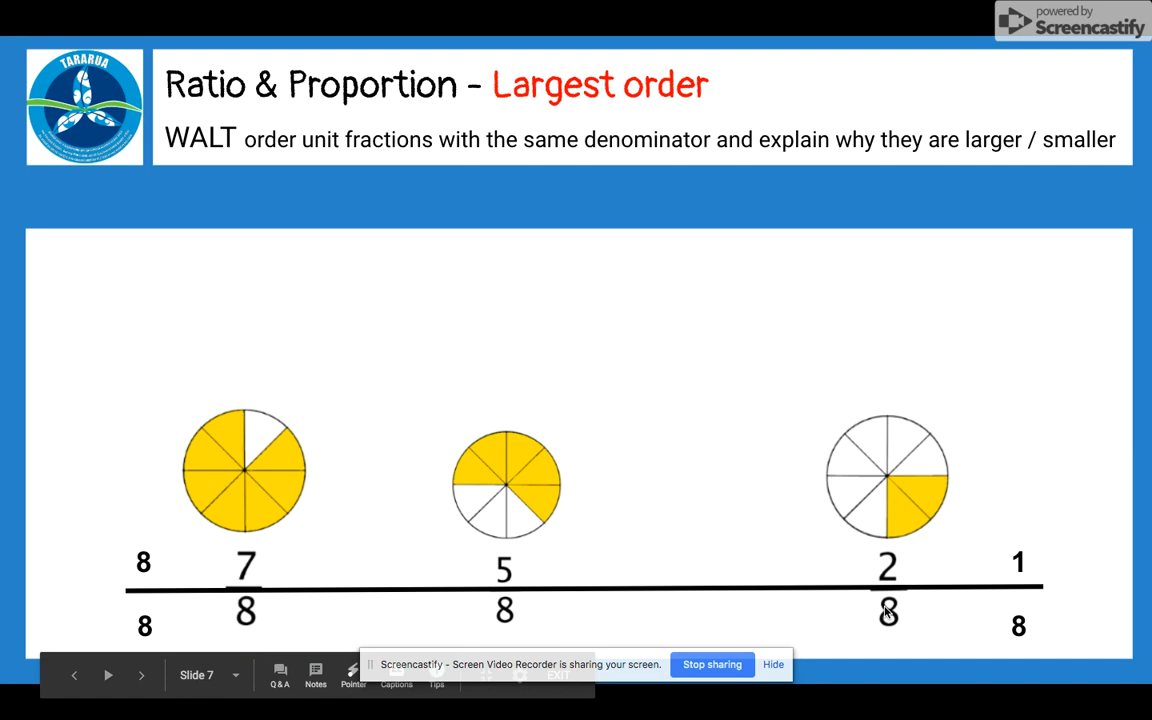 powered by
Screencastify
TARARUA
Ratio & Proportion - Largest order
WALT order unit fractions with the same denominator and explain why they are larger / smaller
8 7 5 2 1
8 8 8 8 8
Screencastify - Screen Video Recorder is sharing your screen. Stop sharing Hide
Slide 7
Q & A Notes Pointer Captions Tips EXIT